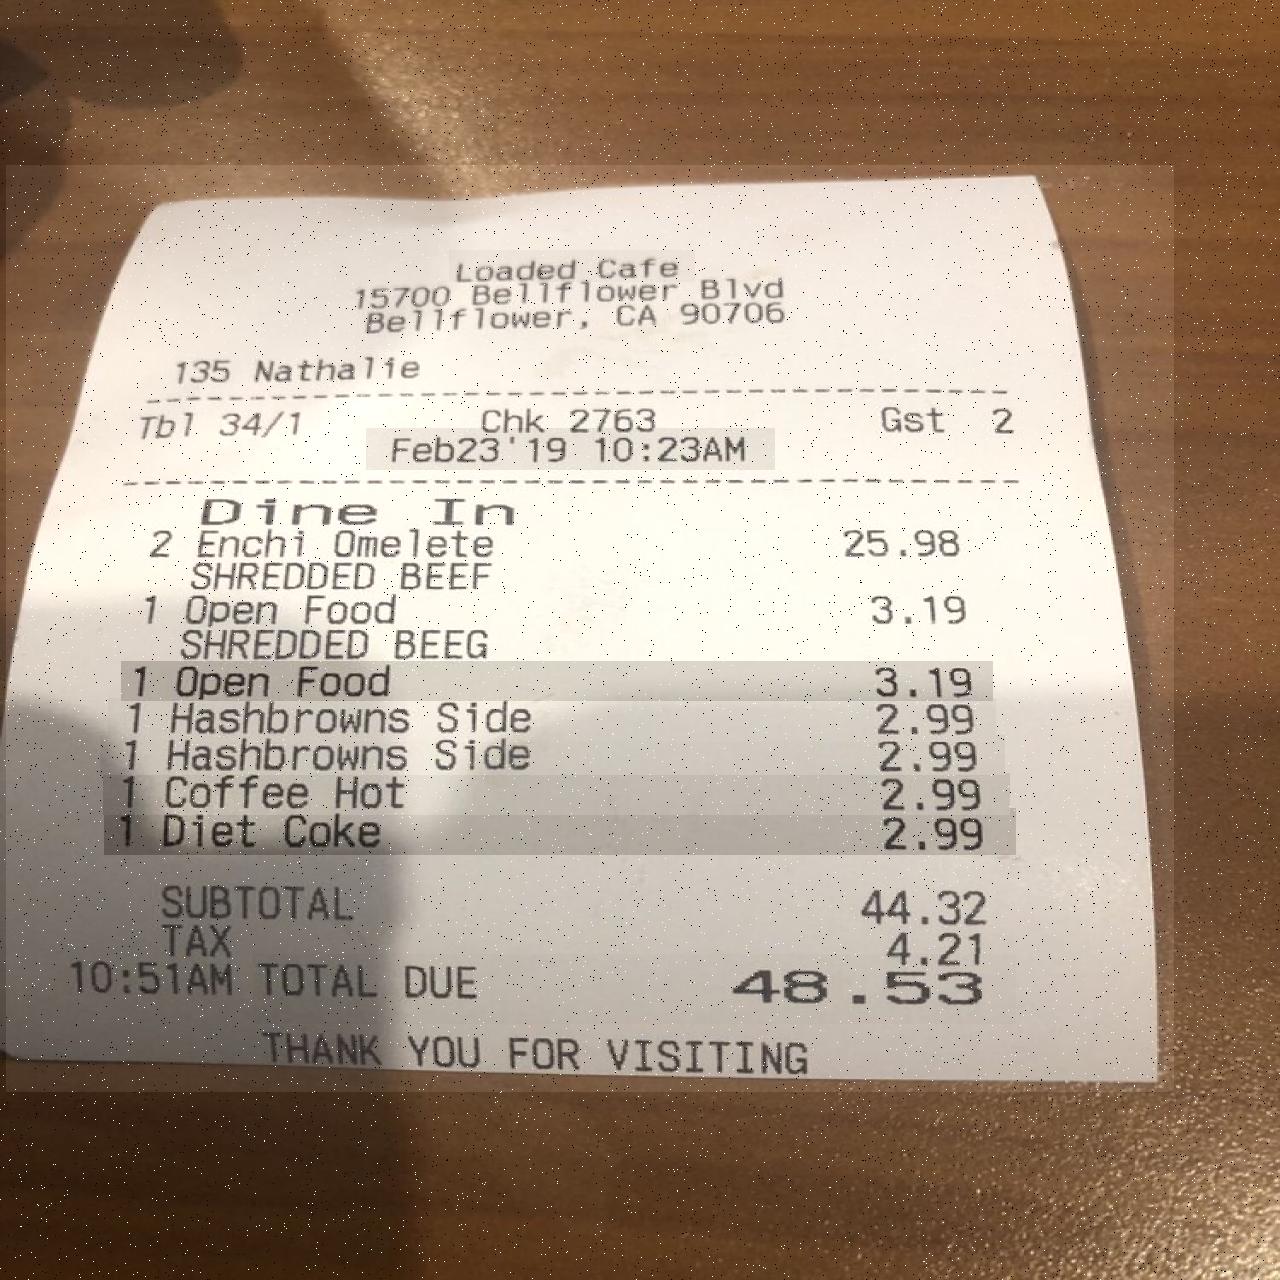 Loaded Cafe
15700 Bellflower Blvd
Bellflower, CA 90706
135 Nathalie
Tbl 34/1 Chk 2763 Gst 2
Feb23'19 10:23AM
Dine In
2 Enchi Omelete 25.98
SHREDDED BEEF
1 Open Food 3.19
SHREDDED BEEG
1 Open Food 3.19
1 Hashbrowns Side 2.99
1 Hashbrowns Side 2.99
1 Coffee Hot 2.99
1 Diet Coke 2.99
SUBTOTAL 44.32
TAX 4.21
10:51AM TOTAL DUE 48.53
THANK YOU FOR VISITING